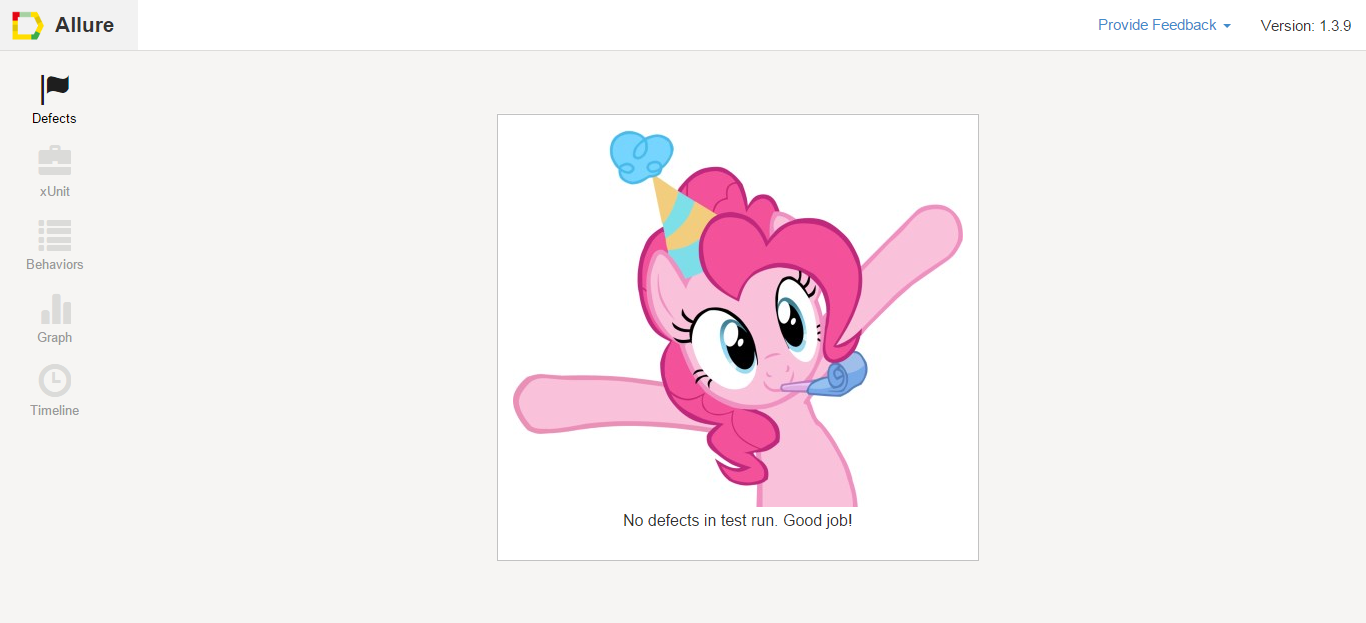 Allure
Provide Feedback
Version: 1.3.9
Defects
xUnit
Behaviors
Graph
Timeline
No defects in test run. Good job!